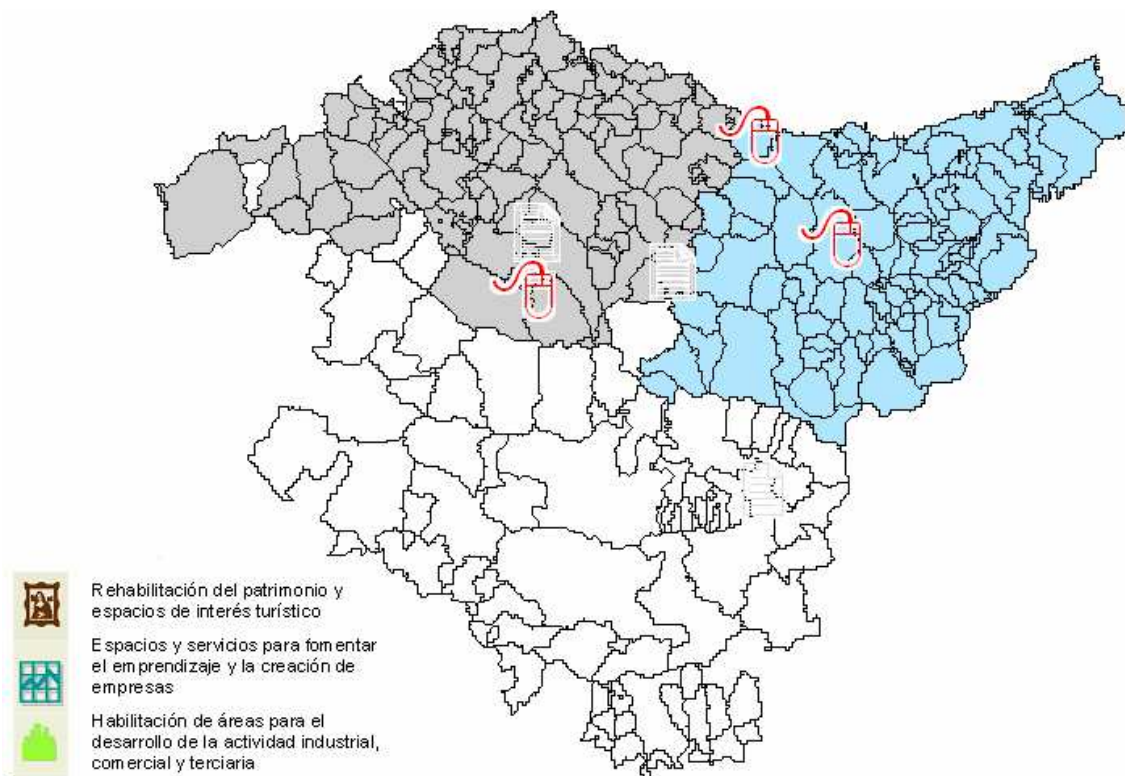 Rehabilitación del patrimonio y
espacios de interés turístico
Espacios y servicios para fomentar
el emprendizaje y la creación de
empresas
Habilitación de áreas para el
desarrollo de la actividad industrial,
comercial y terciaria